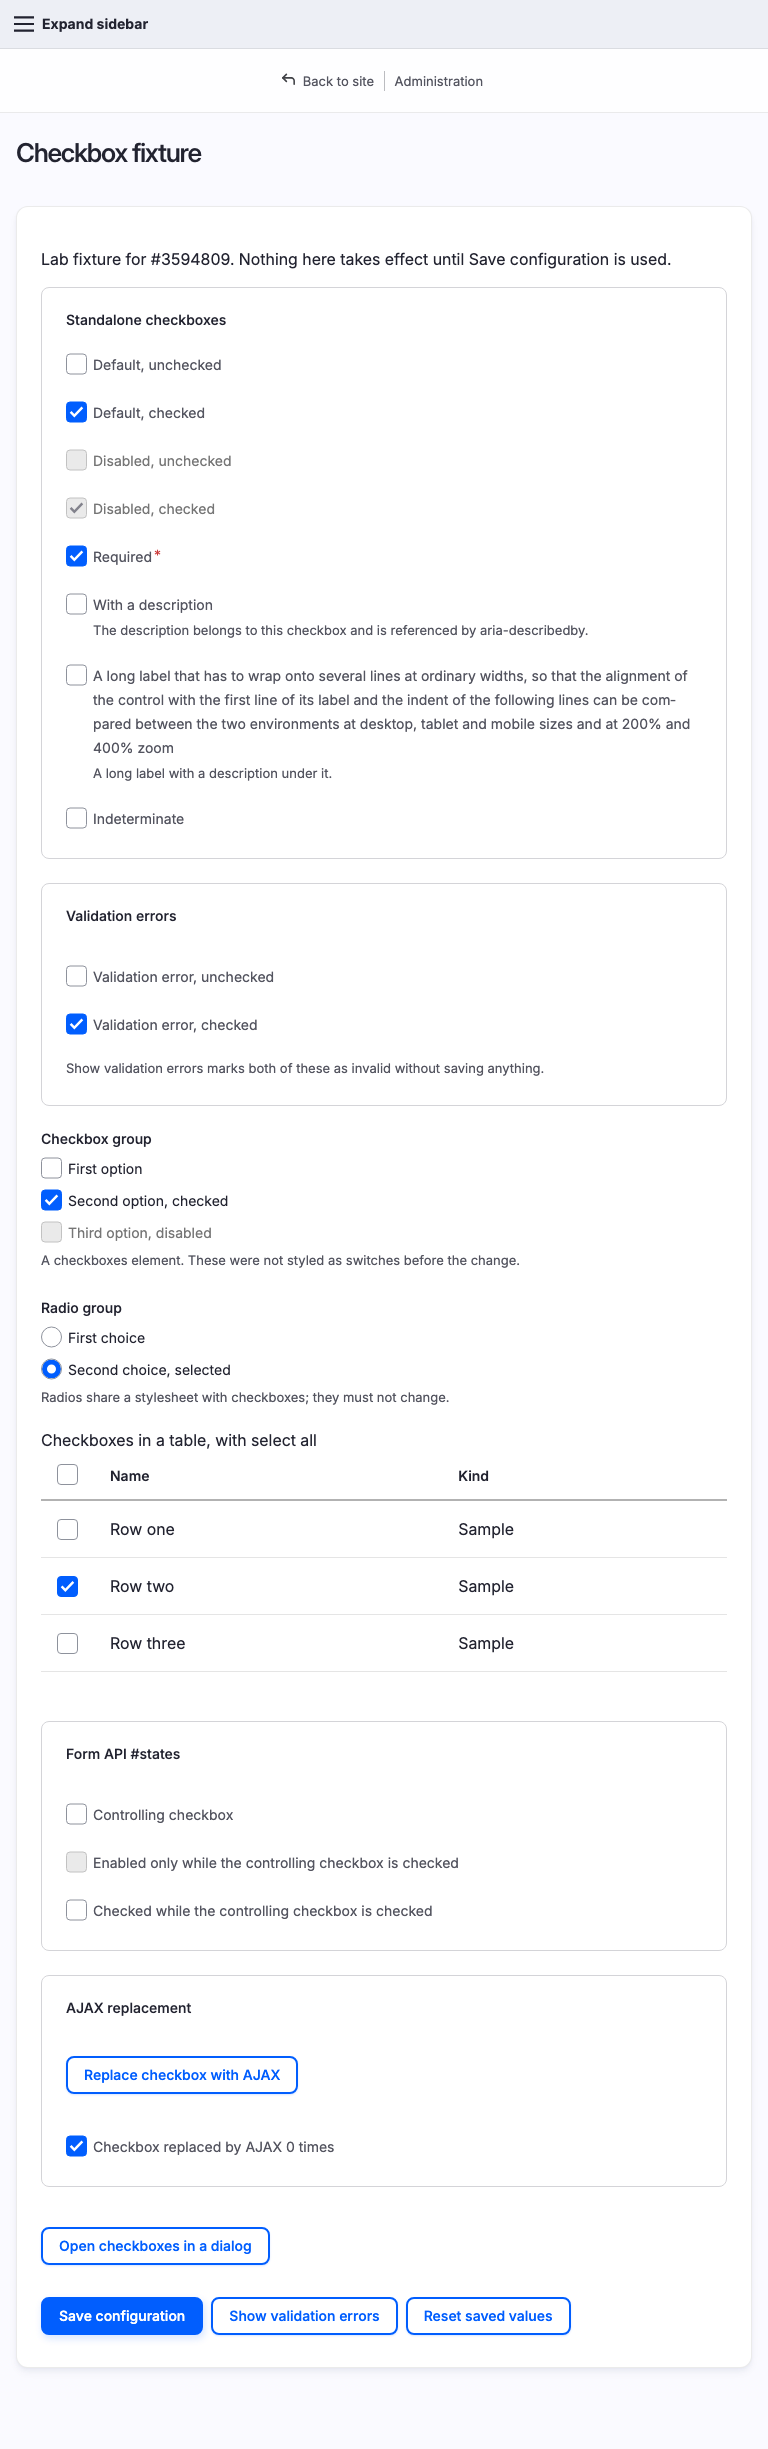 Expand sidebar
Back to site
Administration
Checkbox fixture
Lab fixture for #3594809. Nothing here takes effect until Save configuration is used.
Standalone checkboxes
Default, unchecked
Default, checked
Disabled, unchecked
Disabled, checked
Required*
With a description
The description belongs to this checkbox and is referenced by aria-describedby.
A long label that has to wrap onto several lines at ordinary widths, so that the alignment of
the control with the first line of its label and the indent of the following lines can be com-
pared between the two environments at desktop, tablet and mobile sizes and at 200% and
400% zoom
A long label with a description under it.
Indeterminate
Validation errors
Validation error, unchecked
Validation error, checked
Show validation errors marks both of these as invalid without saving anything.
Checkbox group
First option
Second option, checked
Third option, disabled
A checkboxes element. These were not styled as switches before the change.
Radio group
First choice
Second choice, selected
Radios share a stylesheet with checkboxes; they must not change.
Checkboxes in a table, with select all
Name Kind
Row one Sample
Row two Sample
Row three Sample
Form API #states
Controlling checkbox
Enabled only while the controlling checkbox is checked
Checked while the controlling checkbox is checked
AJAX replacement
Replace checkbox with AJAX
Checkbox replaced by AJAX 0 times
Open checkboxes in a dialog
Save configuration
Show validation errors
Reset saved values